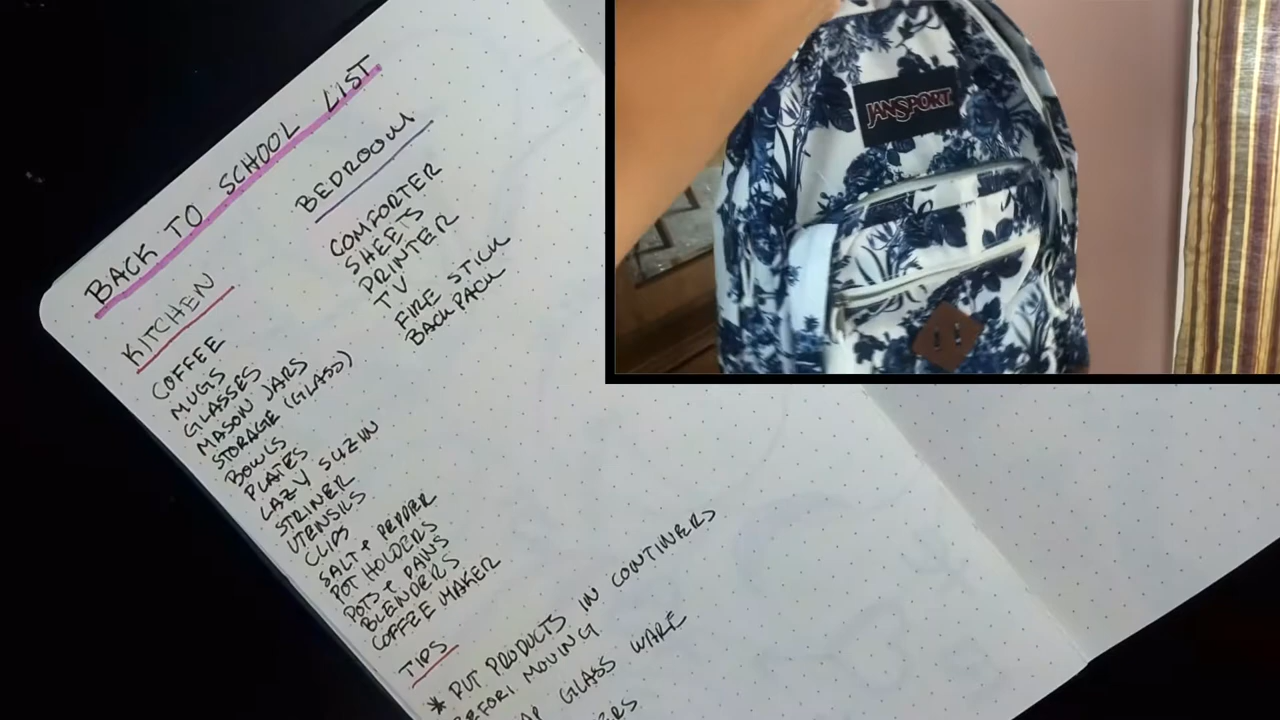 BACK TO SCHOOL LIST
KITCHEN
COFFEE
MUGS
GLASSES
MASON JARS
STORAGE (GLASS)
BOWLS
PLATES
LAZY SUZIN
STRINER
UTENSILS
CLIPS
SALT & PEPPER
POT HOLDERS
POTS & PANS
BLENDERS
COFFEE MAKER
BEDROOM
COMFORTER
SHEETS
PRINTER
TV
FIRE STICK
BACKPACK
TIPS
* PUT PRODUCTS IN CONTINERS
MOVING
GLASS WARE
JANSPORT